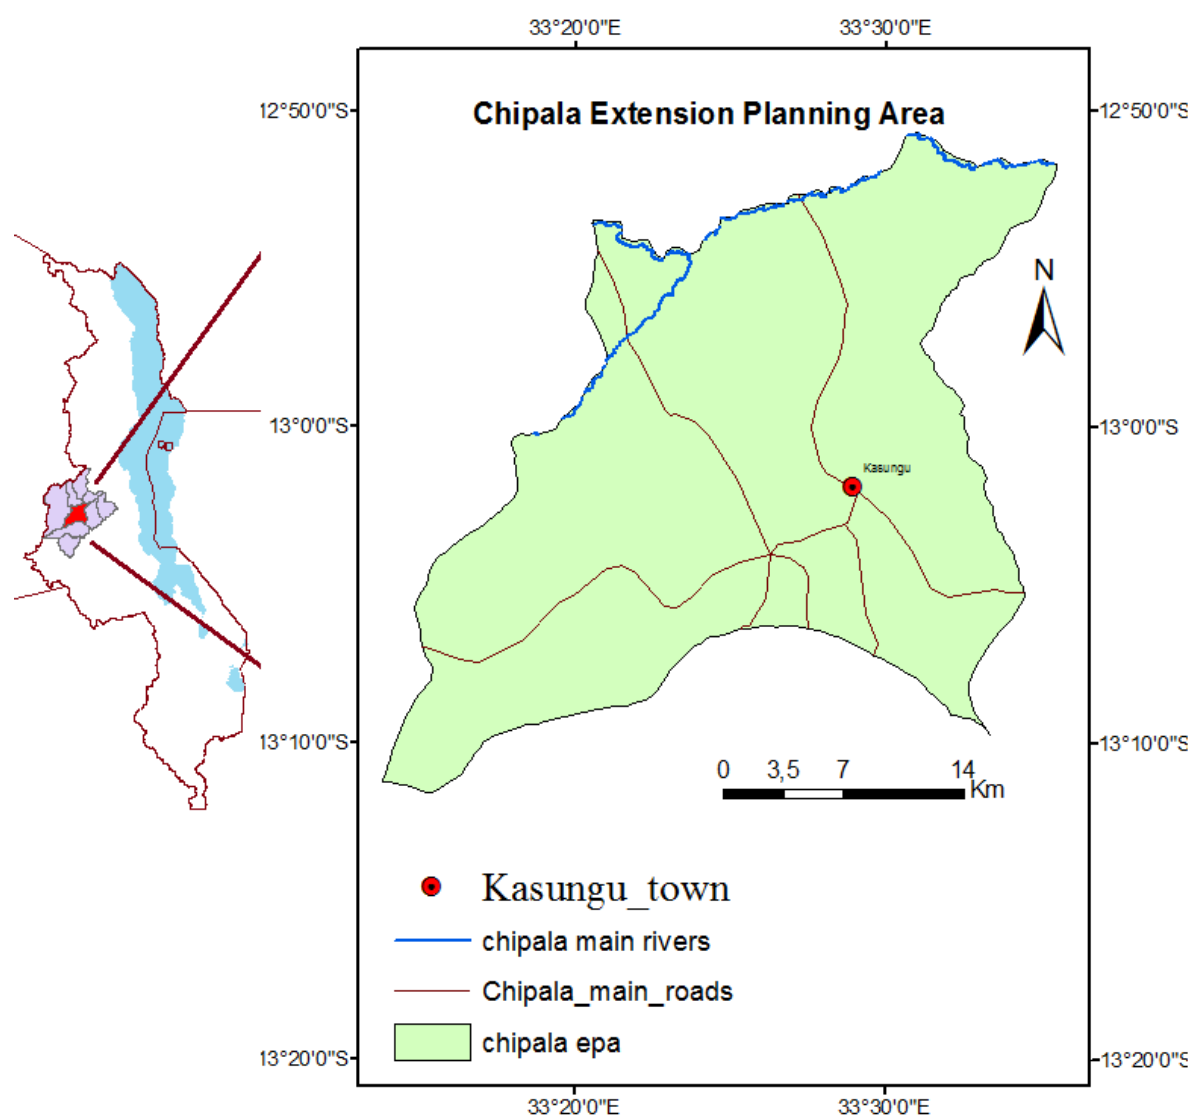 33°20'0"E 33°30'0"E
Chipala Extension Planning Area
12°50'0"S 12°50'0"S
N
13°0'0"S 13°0'0"S
Kasungu
13°10'0"S 13°10'0"S
0 3,5 7 14
Km
Kasungu_town
chipala main rivers
Chipala_main_roads
chipala epa
13°20'0"S 13°20'0"S
33°20'0"E 33°30'0"E